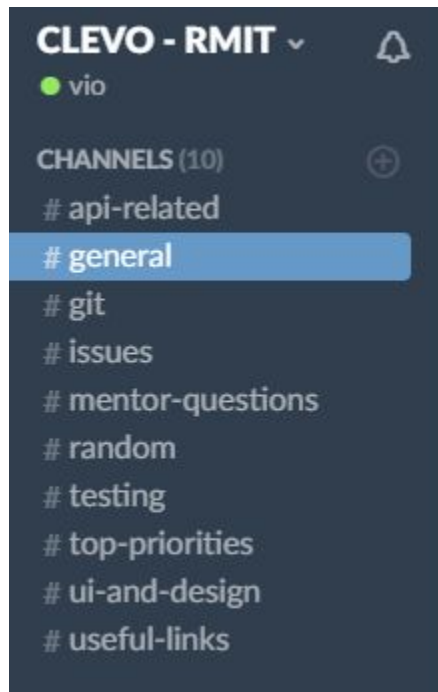 CLEVO - RMIT
vio
CHANNELS (10)
# api-related
# general
# git
# issues
# mentor-questions
# random
# testing
# top-priorities
# ui-and-design
# useful-links